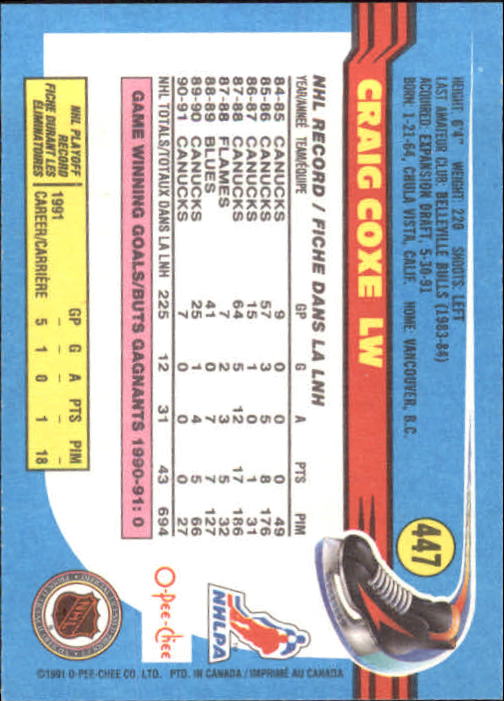 447
CRAIG COXE LW
HEIGHT: 6'4" WEIGHT: 220 SHOOTS: LEFT
LAST AMATEUR CLUB: BELLEVILLE BULLS (1983-84)
ACQUIRED: EXPANSION DRAFT, 5-30-91
BORN: 1-21-64, CHULA VISTA, CALIF. HOME: VANCOUVER, B.C.
NHL RECORD / FICHE DANS LA LNH
YEAR/ANNÉE TEAM/ÉQUIPE GP G A PTS PIM
84-85 CANUCKS 9 0 0 0 49
85-86 CANUCKS 57 3 5 8 176
86-87 CANUCKS 15 1 0 1 31
87-88 CANUCKS 64 5 12 17 186
87-88 FLAMES 7 2 3 5 32
88-89 BLUES 41 0 7 7 127
89-90 CANUCKS 25 1 4 5 66
90-91 CANUCKS 7 0 0 0 27
NHL TOTALS/TOTAUX DANS LA LNH 225 12 31 43 694
GAME WINNING GOALS/BUTS GAGNANTS 1990-91: 0
NHL PLAYOFF
RECORD
FICHE DURANT LES
ÉLIMINATOIRES
GP G A PTS PIM
1991 – – – – –
CAREER/CARRIÈRE 5 1 0 1 18
NHLPA
O-Pee-Chee
NHL
©1991 O-PEE-CHEE CO. LTD. PTD. IN CANADA / IMPRIMÉ AU CANADA